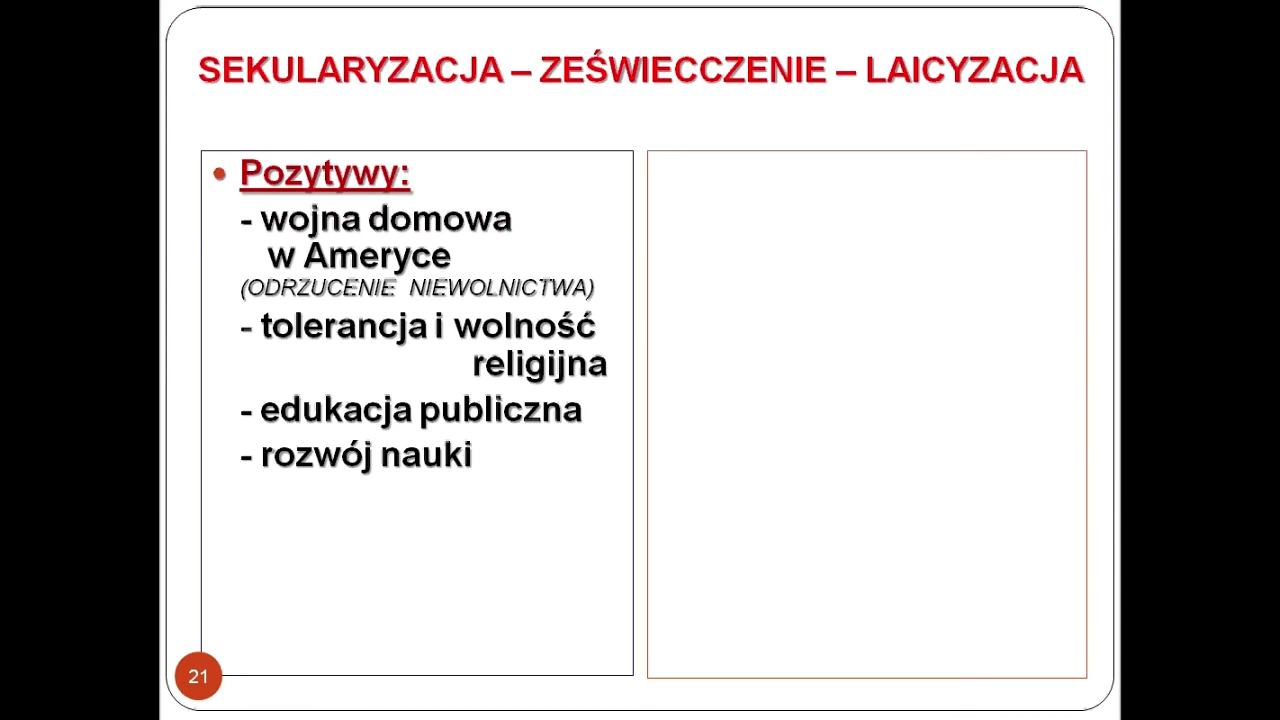 SEKULARYZACJA – ZEŚWIECCZENIE – LAICYZACJA
• Pozytywy:
- wojna domowa
w Ameryce
(ODRZUCENIE NIEWOLNICTWA)
- tolerancja i wolność
religijna
- edukacja publiczna
- rozwój nauki
21